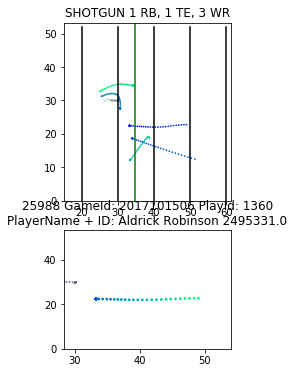 SHOTGUN 1 RB, 1 TE, 3 WR
50
40
30
20
10
0
20 30 40 50 60
25988 GameId: 2017101506 PlayId: 1360
PlayerName + ID: Aldrick Robinson 2495331.0
40
20
0
30 40 50